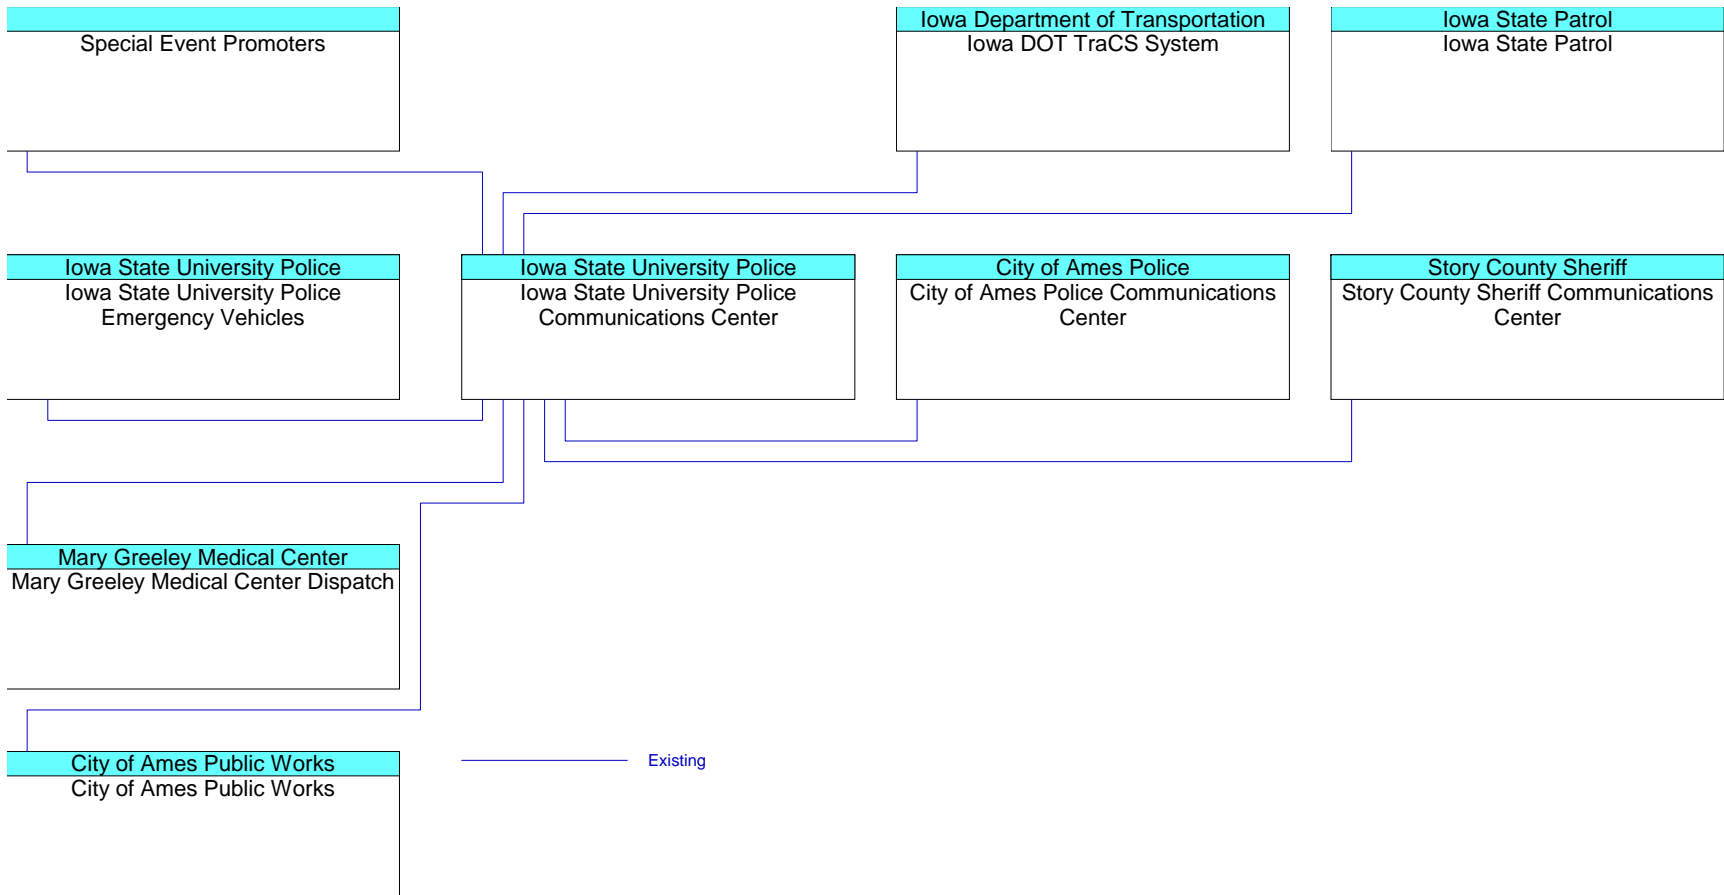 Special Event Promoters
Iowa Department of Transportation
Iowa DOT TraCS System
Iowa State Patrol
Iowa State Patrol
Iowa State University Police
Iowa State University Police
Emergency Vehicles
Iowa State University Police
Iowa State University Police
Communications Center
City of Ames Police
City of Ames Police Communications
Center
Story County Sheriff
Story County Sheriff Communications
Center
Mary Greeley Medical Center
Mary Greeley Medical Center Dispatch
City of Ames Public Works
City of Ames Public Works
Existing